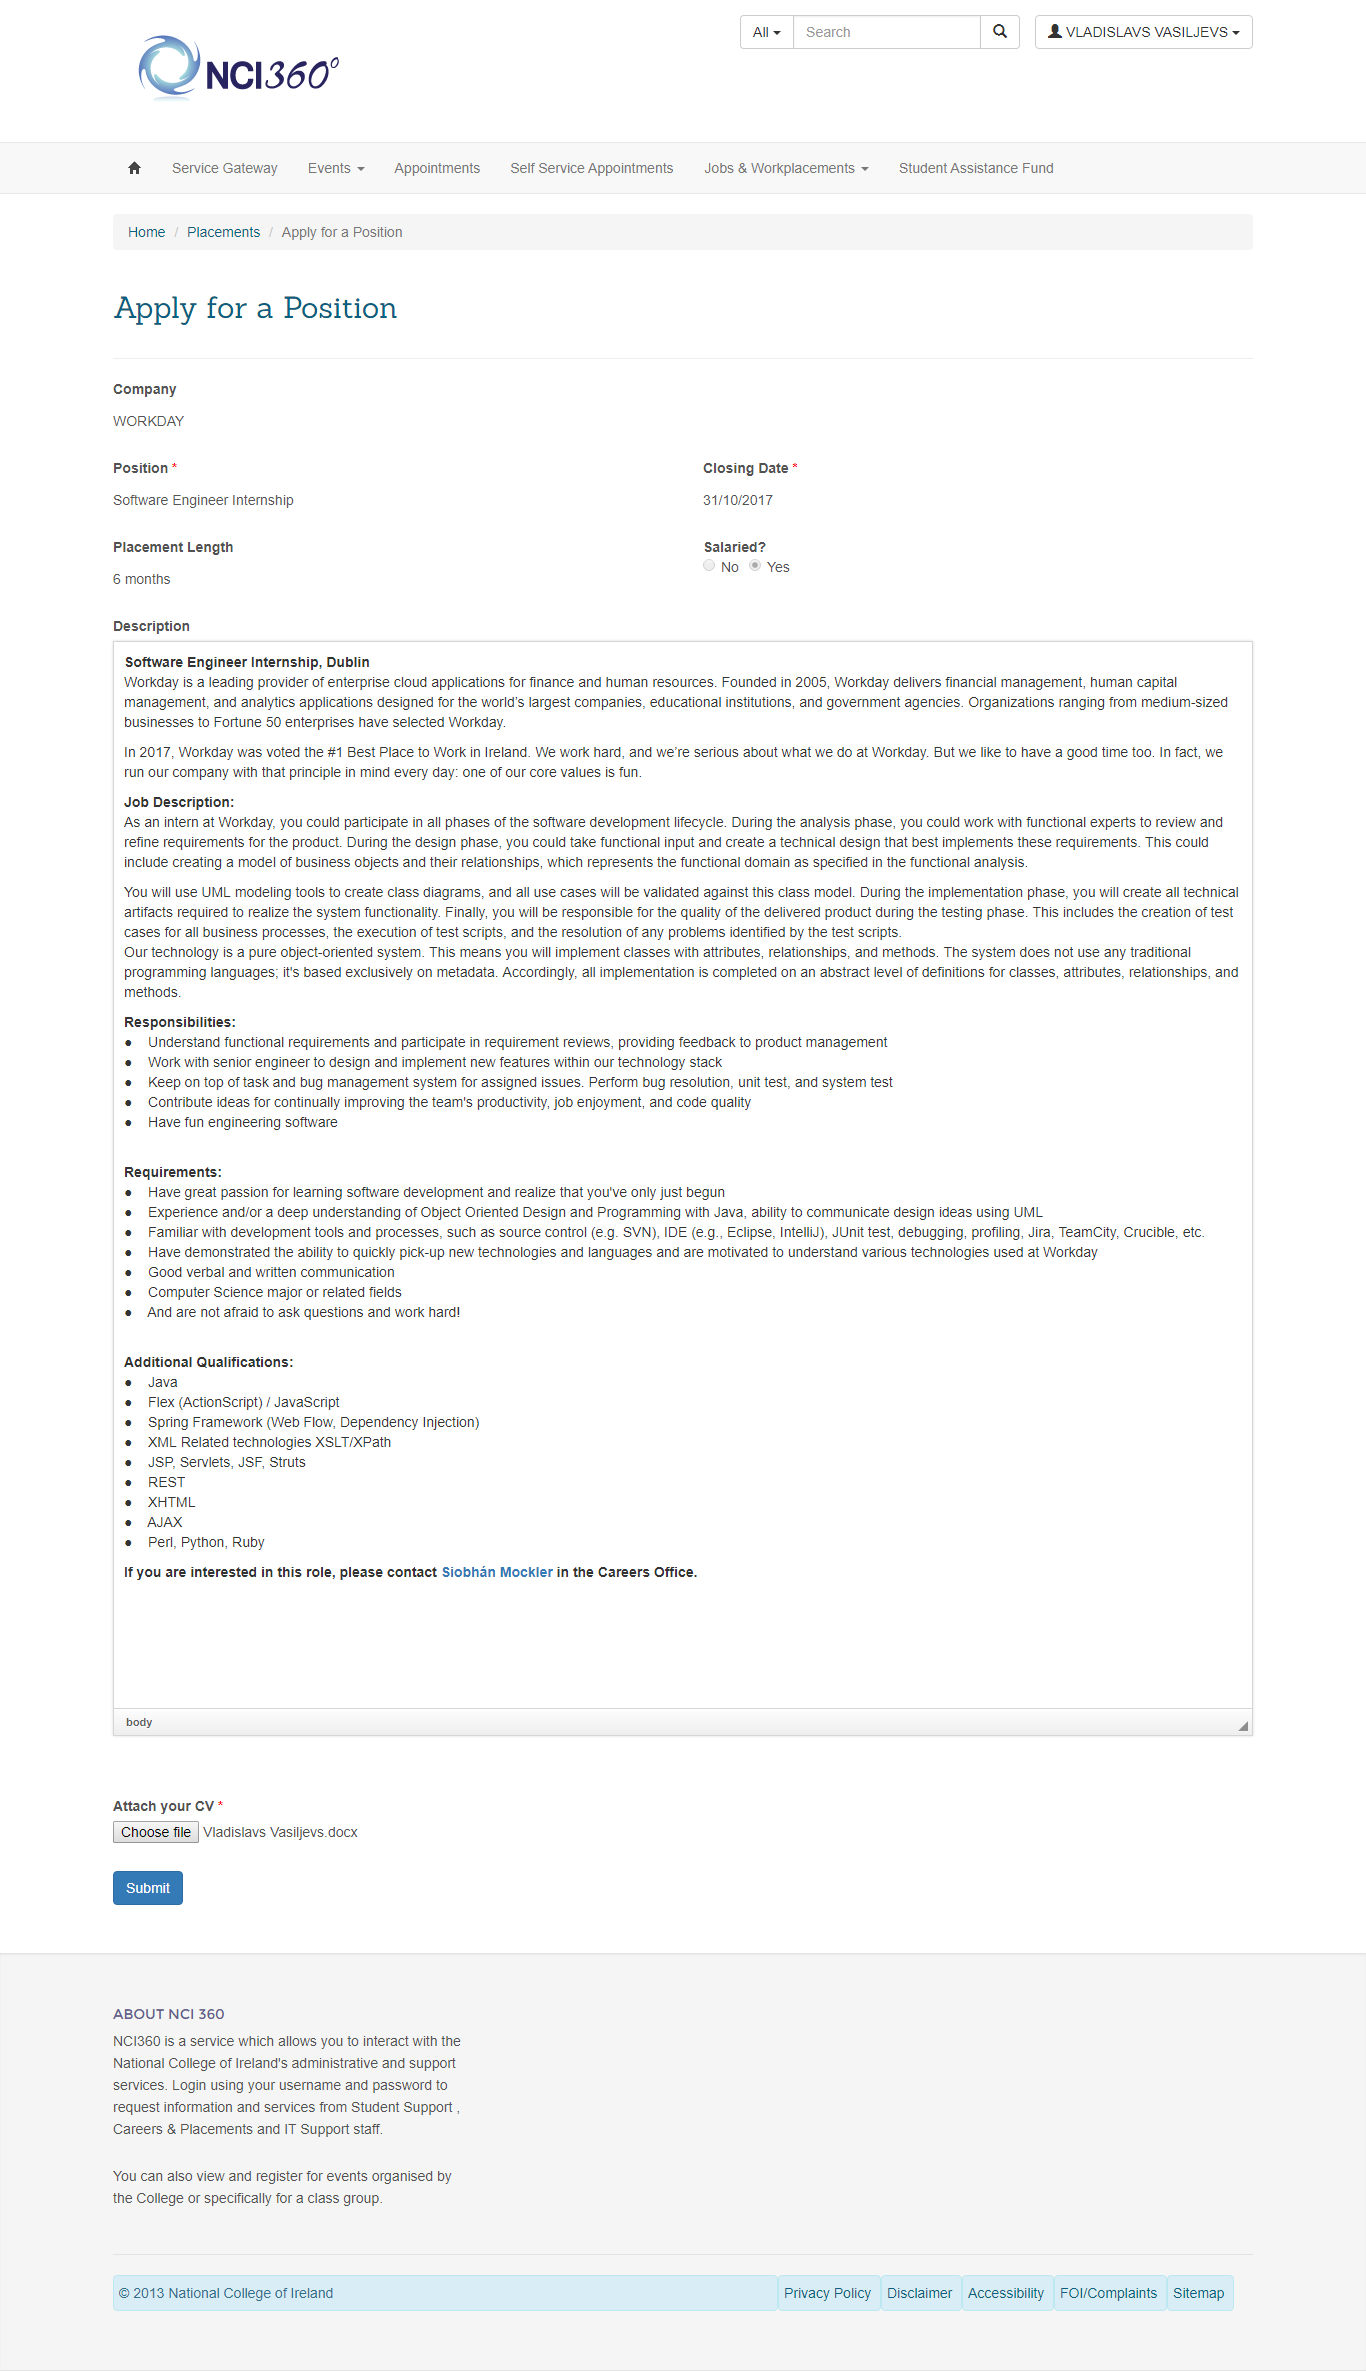 All Search VLADISLAVS VASILJEVS
NCI360°
Service Gateway Events Appointments Self Service Appointments Jobs & Workplacements Student Assistance Fund
Home / Placements / Apply for a Position
Apply for a Position
Company
WORKDAY
Position * Closing Date *
Software Engineer Internship 31/10/2017
Placement Length Salaried?
No Yes
6 months
Description
Software Engineer Internship, Dublin
Workday is a leading provider of enterprise cloud applications for finance and human resources. Founded in 2005, Workday delivers financial management, human capital
management, and analytics applications designed for the world’s largest companies, educational institutions, and government agencies. Organizations ranging from medium-sized
businesses to Fortune 50 enterprises have selected Workday.
In 2017, Workday was voted the #1 Best Place to Work in Ireland. We work hard, and we’re serious about what we do at Workday. But we like to have a good time too. In fact, we
run our company with that principle in mind every day: one of our core values is fun.
Job Description:
As an intern at Workday, you could participate in all phases of the software development lifecycle. During the analysis phase, you could work with functional experts to review and
refine requirements for the product. During the design phase, you could take functional input and create a technical design that best implements these requirements. This could
include creating a model of business objects and their relationships, which represents the functional domain as specified in the functional analysis.
You will use UML modeling tools to create class diagrams, and all use cases will be validated against this class model. During the implementation phase, you will create all technical
artifacts required to realize the system functionality. Finally, you will be responsible for the quality of the delivered product during the testing phase. This includes the creation of test
cases for all business processes, the execution of test scripts, and the resolution of any problems identified by the test scripts.
Our technology is a pure object-oriented system. This means you will implement classes with attributes, relationships, and methods. The system does not use any traditional
programming languages; it's based exclusively on metadata. Accordingly, all implementation is completed on an abstract level of definitions for classes, attributes, relationships, and
methods.
Responsibilities:
● Understand functional requirements and participate in requirement reviews, providing feedback to product management
● Work with senior engineer to design and implement new features within our technology stack
● Keep on top of task and bug management system for assigned issues. Perform bug resolution, unit test, and system test
● Contribute ideas for continually improving the team's productivity, job enjoyment, and code quality
● Have fun engineering software
Requirements:
● Have great passion for learning software development and realize that you've only just begun
● Experience and/or a deep understanding of Object Oriented Design and Programming with Java, ability to communicate design ideas using UML
● Familiar with development tools and processes, such as source control (e.g. SVN), IDE (e.g., Eclipse, IntelliJ), JUnit test, debugging, profiling, Jira, TeamCity, Crucible, etc.
● Have demonstrated the ability to quickly pick-up new technologies and languages and are motivated to understand various technologies used at Workday
● Good verbal and written communication
● Computer Science major or related fields
● And are not afraid to ask questions and work hard!
Additional Qualifications:
● Java
● Flex (ActionScript) / JavaScript
● Spring Framework (Web Flow, Dependency Injection)
● XML Related technologies XSLT/XPath
● JSP, Servlets, JSF, Struts
● REST
● XHTML
● AJAX
● Perl, Python, Ruby
If you are interested in this role, please contact Siobhán Mockler in the Careers Office.
body
Attach your CV *
Choose file Vladislavs Vasiljevs.docx
Submit
ABOUT NCI 360
NCI360 is a service which allows you to interact with the
National College of Ireland's administrative and support
services. Login using your username and password to
request information and services from Student Support ,
Careers & Placements and IT Support staff.
You can also view and register for events organised by
the College or specifically for a class group.
© 2013 National College of Ireland Privacy Policy Disclaimer Accessibility FOI/Complaints Sitemap